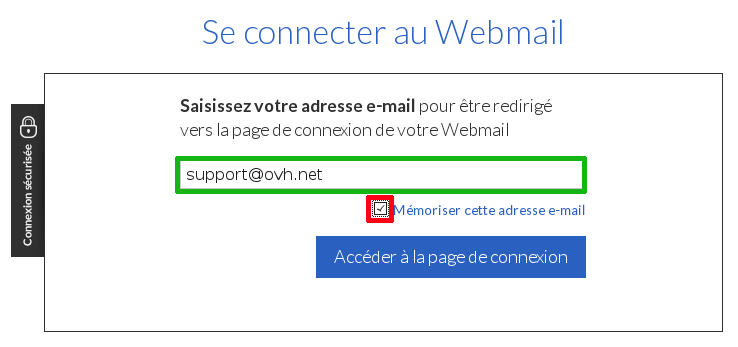 Se connecter au Webmail
Connexion sécurisée
Saisissez votre adresse e-mail pour être redirigé
vers la page de connexion de votre Webmail
support@ovh.net
Mémoriser cette adresse e-mail
Accéder à la page de connexion